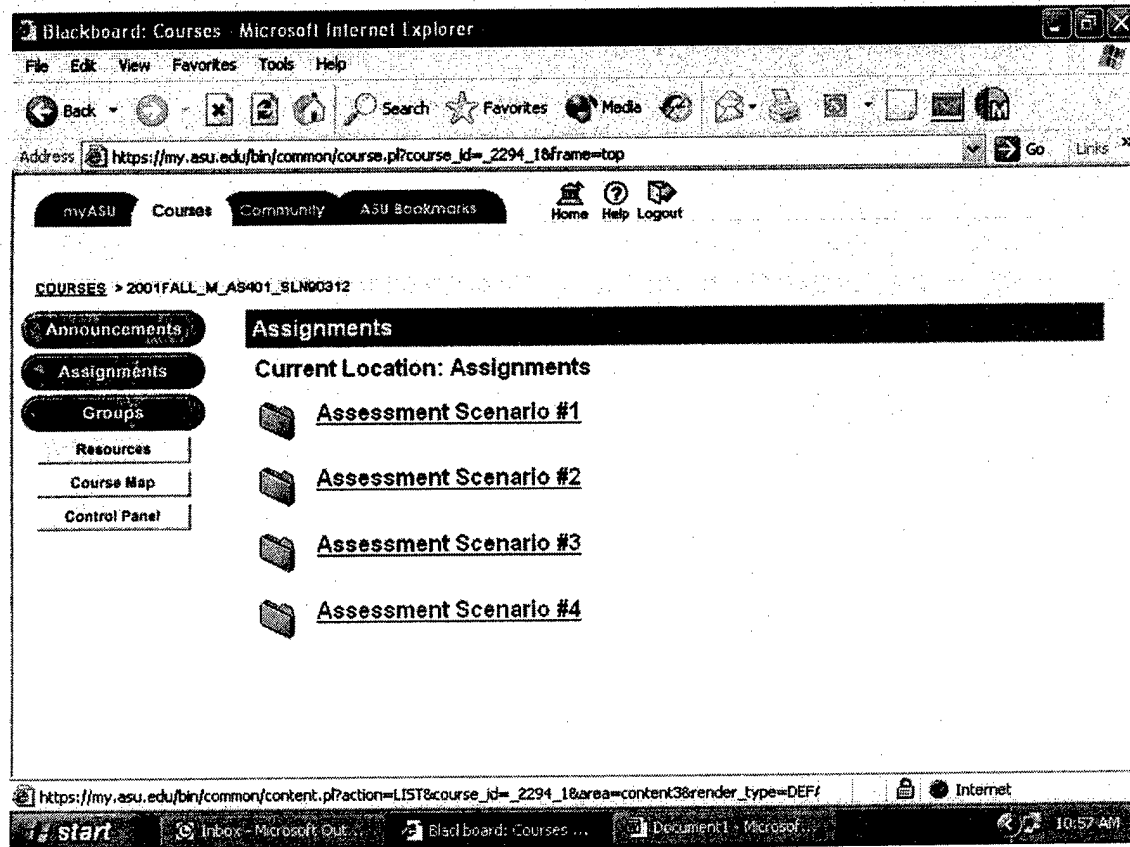 Blackboard: Courses - Microsoft Internet Explorer
File Edit View Favorites Tools Help
Back Search Favorites Media
Address https://my.asu.edu/bin/common/course.pl?course_id=_2294_1&frame=top Go Links »
myASU Courses Community ASU Bookmarks Home Help Logout
COURSES > 2001FALL_M_AS401_SLN90312
Announcements
Assignments
Groups
Resources
Course Map
Control Panel
Assignments
Current Location: Assignments
Assessment Scenario #1
Assessment Scenario #2
Assessment Scenario #3
Assessment Scenario #4
https://my.asu.edu/bin/common/content.pl?action=LIST&course_id=_2294_1&area=content3&render_type=DEF Internet
start Inbox - Microsoft Out... Blackboard: Courses ... Document1 - Microsof... 10:57 AM